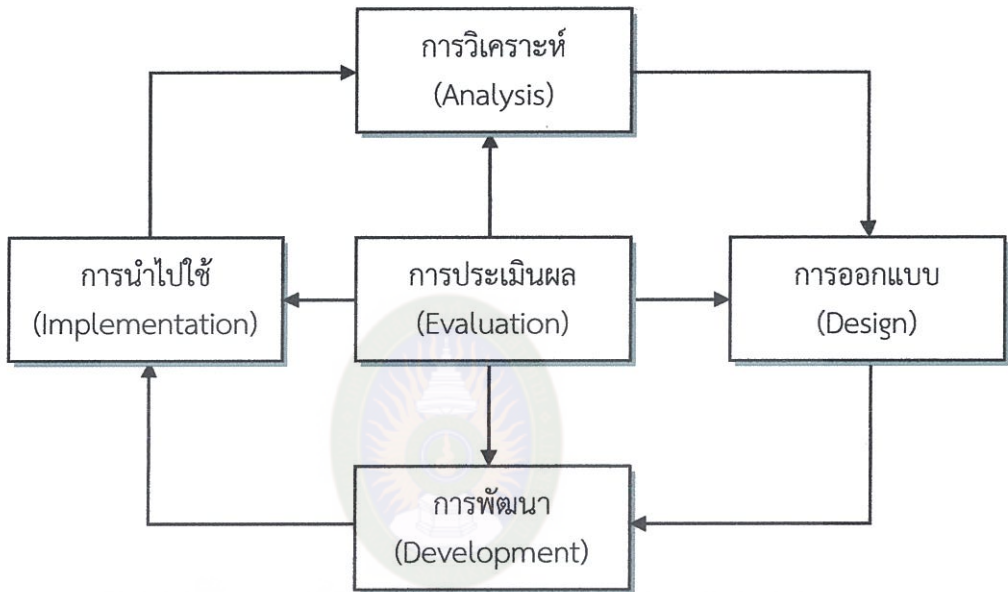 การวิเคราะห์
(Analysis)
การนำไปใช้
(Implementation)
การประเมินผล
(Evaluation)
การออกแบบ
(Design)
การพัฒนา
(Development)